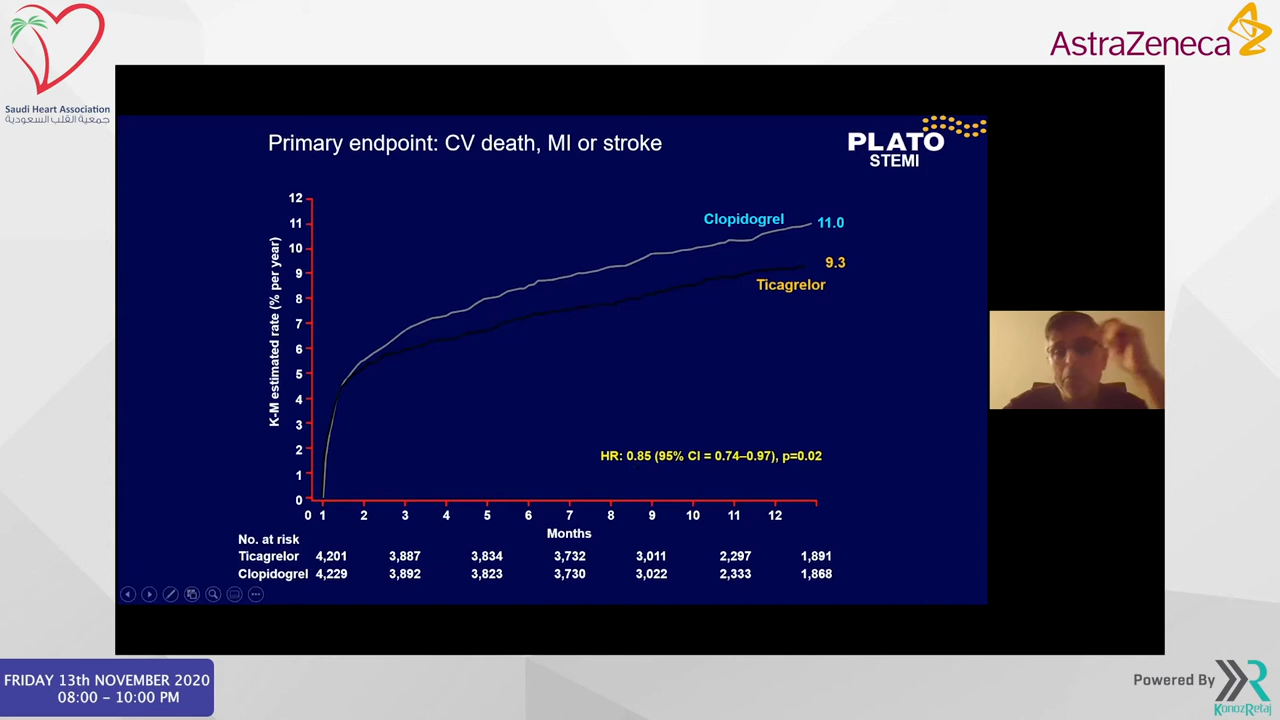 Saudi Heart Association
جمعية القلب السعودية
AstraZeneca
Primary endpoint: CV death, MI or stroke
PLATO
STEMI
K-M estimated rate (% per year)
12
11
10
9
8
7
6
5
4
3
2
1
0
Clopidogrel 11.0
9.3
Ticagrelor
HR: 0.85 (95% CI = 0.74–0.97), p=0.02
0 1 2 3 4 5 6 7 8 9 10 11 12
Months
No. at risk
Ticagrelor 4,201 3,887 3,834 3,732 3,011 2,297 1,891
Clopidogrel 4,229 3,892 3,823 3,730 3,022 2,333 1,868
FRIDAY 13th NOVEMBER 2020
08:00 – 10:00 PM
Powered By
KonozRetaj